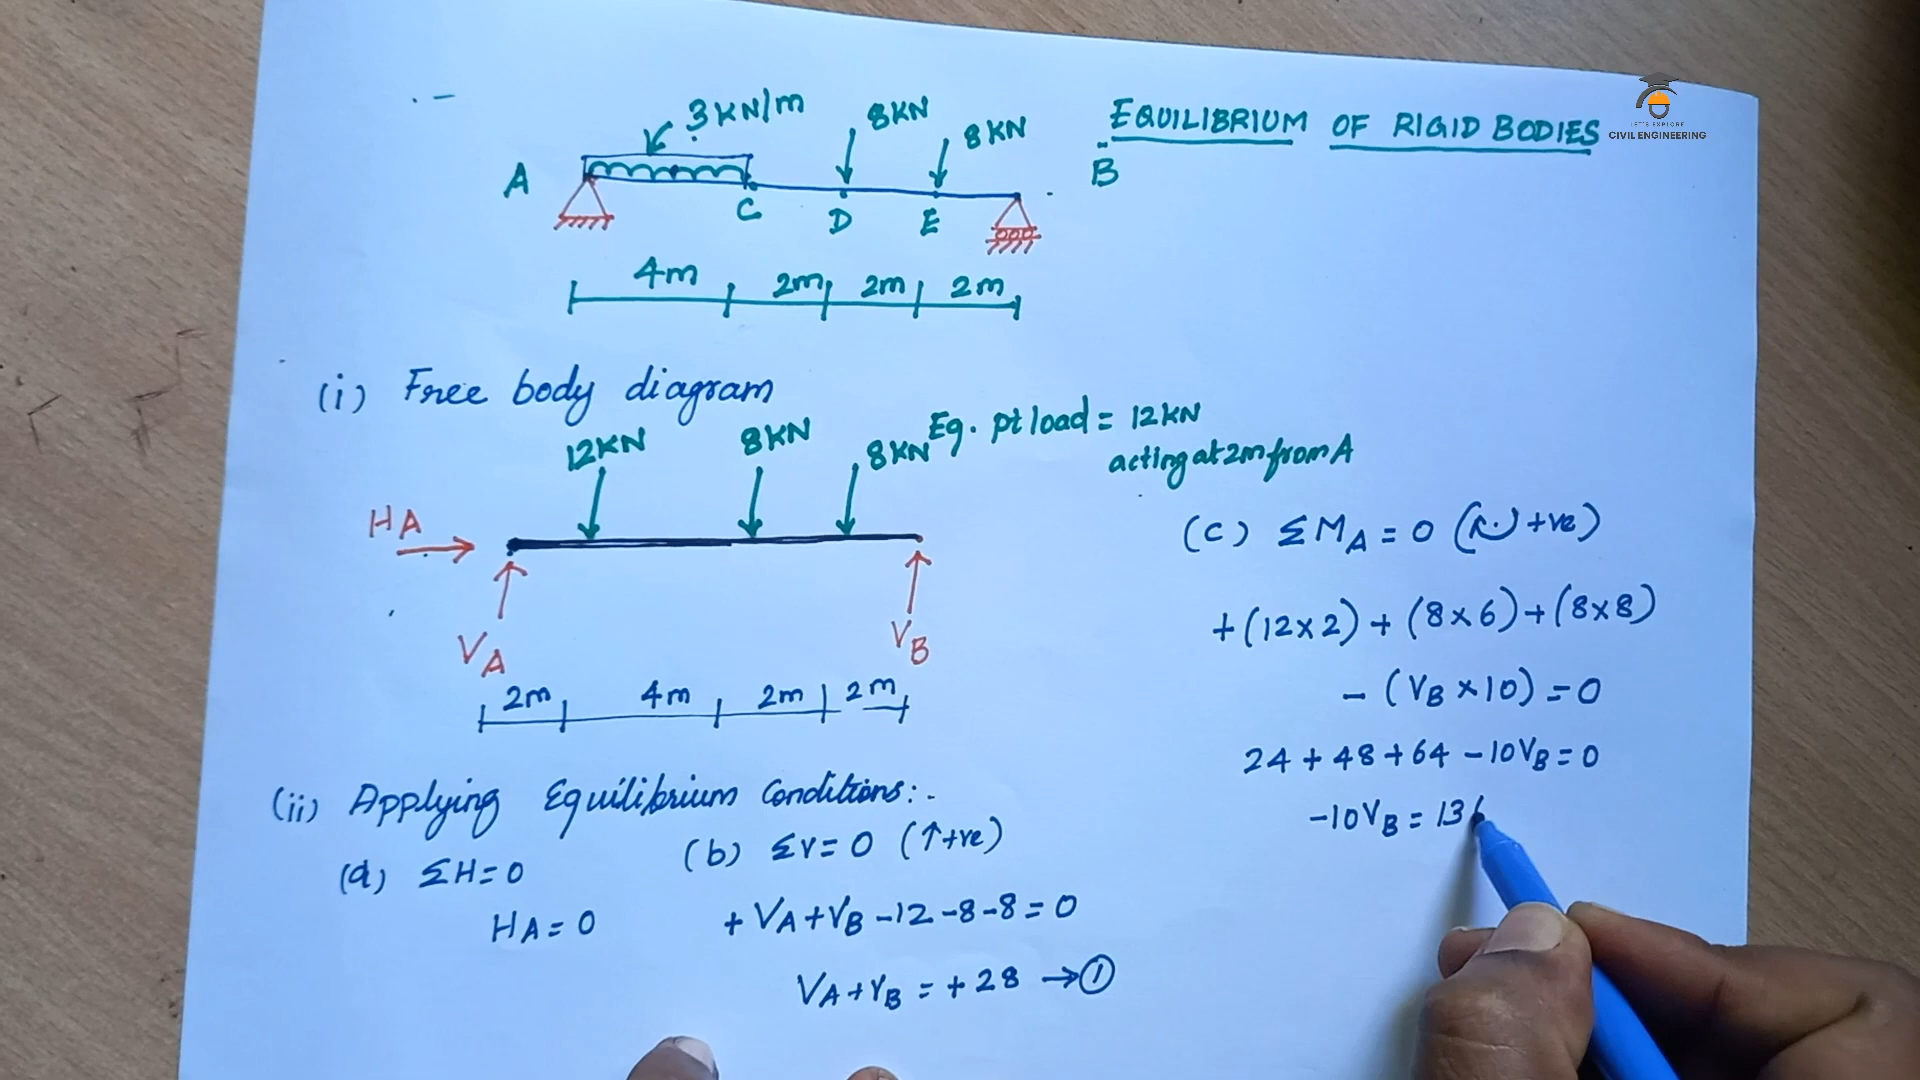 EQUILIBRIUM OF RIGID BODIES
LET'S EXPLORE
CIVIL ENGINEERING
3KN/m
8KN
8KN
A
B
C
D
E
4m
2m
2m
2m
(i) Free body diagram
12KN
8KN
8KN
Eq. pt load = 12KN
acting at 2m from A
HA
VA
VB
2m
4m
2m
2m
(ii) Applying Equilibrium Conditions:-
(a) ΣH=0
HA=0
(b) ΣV=0 (↑+ve)
+VA+VB-12-8-8=0
VA+VB=+28 →①
(C) ΣMA=0 (↻+ve)
+(12×2)+(8×6)+(8×8)
-(VB×10)=0
24+48+64-10VB=0
-10VB=136